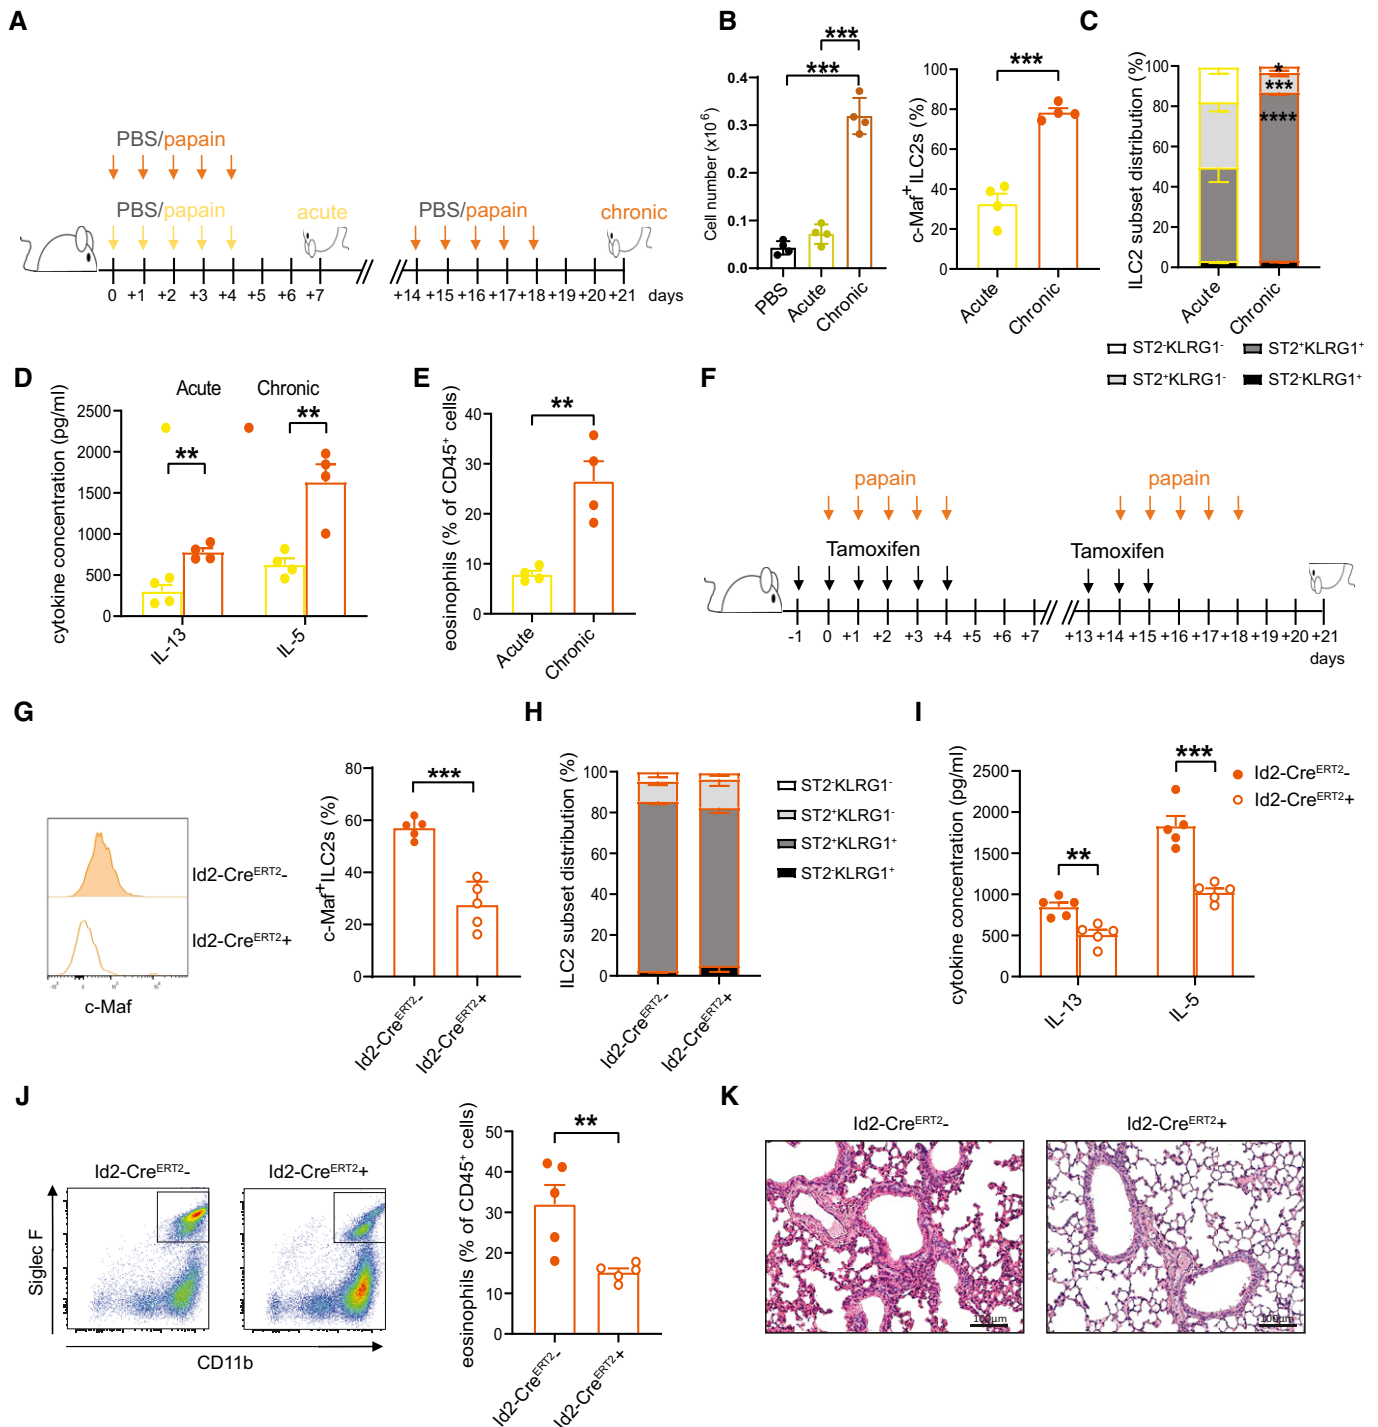 A
PBS/papain
PBS/papain
acute
PBS/papain
chronic
0 +1 +2 +3 +4 +5 +6 +7 +14 +15 +16 +17 +18 +19 +20 +21 days
B
***
***
0.4
0.3
0.2
0.1
0.0
Cell number (x10⁶)
PBS
Acute
Chronic
***
100
80
60
40
20
0
c-Maf⁺ILC2s (%)
Acute
Chronic
C
ILC2 subset distribution (%)
100
80
60
40
20
0
*
***
****
Acute
Chronic
ST2⁻KLRG1⁻ ST2⁺KLRG1⁺
ST2⁺KLRG1⁻ ST2⁻KLRG1⁺
D
Acute Chronic
cytokine concentration (pg/ml)
2500
2000
1500
1000
500
0
**
**
IL-13
IL-5
E
eosinophils (% of CD45⁺ cells)
40
30
20
10
0
**
Acute
Chronic
F
papain
papain
Tamoxifen
Tamoxifen
-1 0 +1 +2 +3 +4 +5 +6 +7 +13 +14 +15 +16 +17 +18 +19 +20 +21
days
G
Id2-Creᴱᴿᵀ²-
Id2-Creᴱᴿᵀ²+
c-Maf
c-Maf⁺ILC2s (%)
80
60
40
20
0
***
Id2-Creᴱᴿᵀ²-
Id2-Creᴱᴿᵀ²+
H
ILC2 subset distribution (%)
100
80
60
40
20
0
Id2-Creᴱᴿᵀ²-
Id2-Creᴱᴿᵀ²+
ST2⁻KLRG1⁻
ST2⁺KLRG1⁻
ST2⁺KLRG1⁺
ST2⁻KLRG1⁺
I
cytokine concentration (pg/ml)
2500
2000
1500
1000
500
0
**
***
IL-13
IL-5
Id2-Creᴱᴿᵀ²-
Id2-Creᴱᴿᵀ²+
J
Id2-Creᴱᴿᵀ²-
Id2-Creᴱᴿᵀ²+
Siglec F
CD11b
eosinophils (% of CD45⁺ cells)
50
40
30
20
10
0
**
Id2-Creᴱᴿᵀ²-
Id2-Creᴱᴿᵀ²+
K
Id2-Creᴱᴿᵀ²-
Id2-Creᴱᴿᵀ²+
100μm
100μm